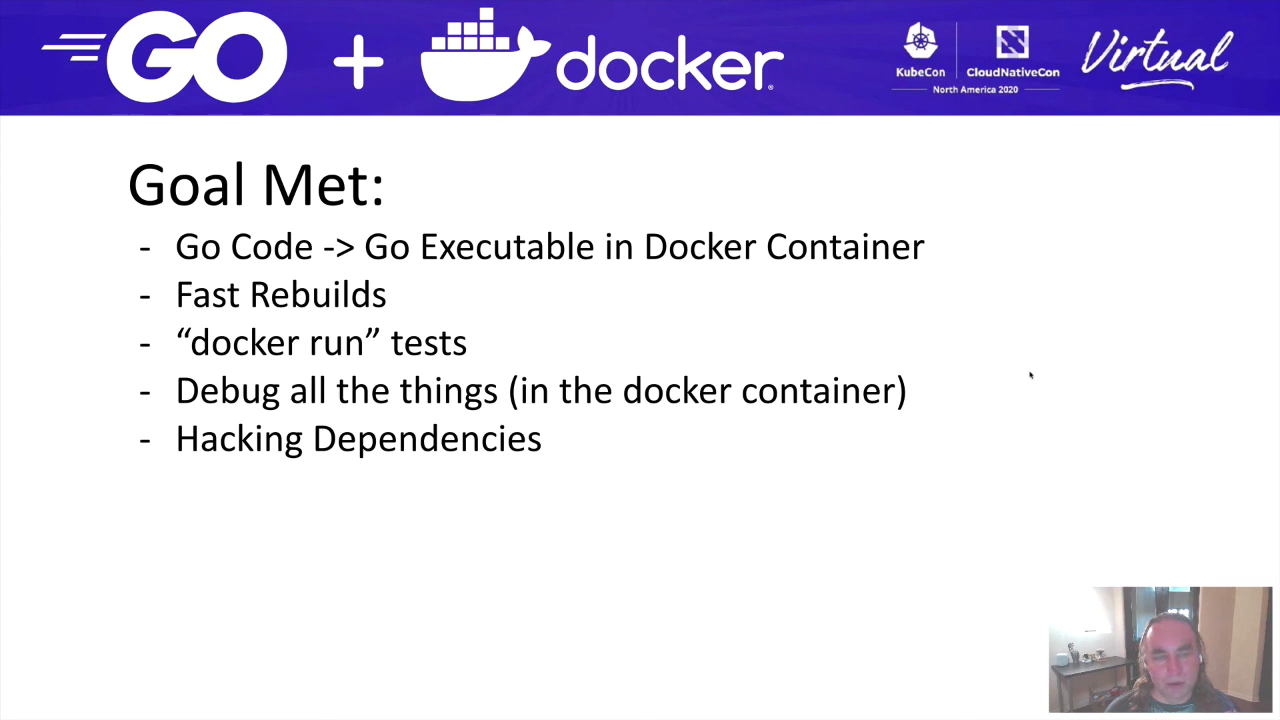 GO + docker
KubeCon
CloudNativeCon
North America 2020
Virtual
Goal Met:
- Go Code -> Go Executable in Docker Container
- Fast Rebuilds
- “docker run” tests
- Debug all the things (in the docker container)
- Hacking Dependencies